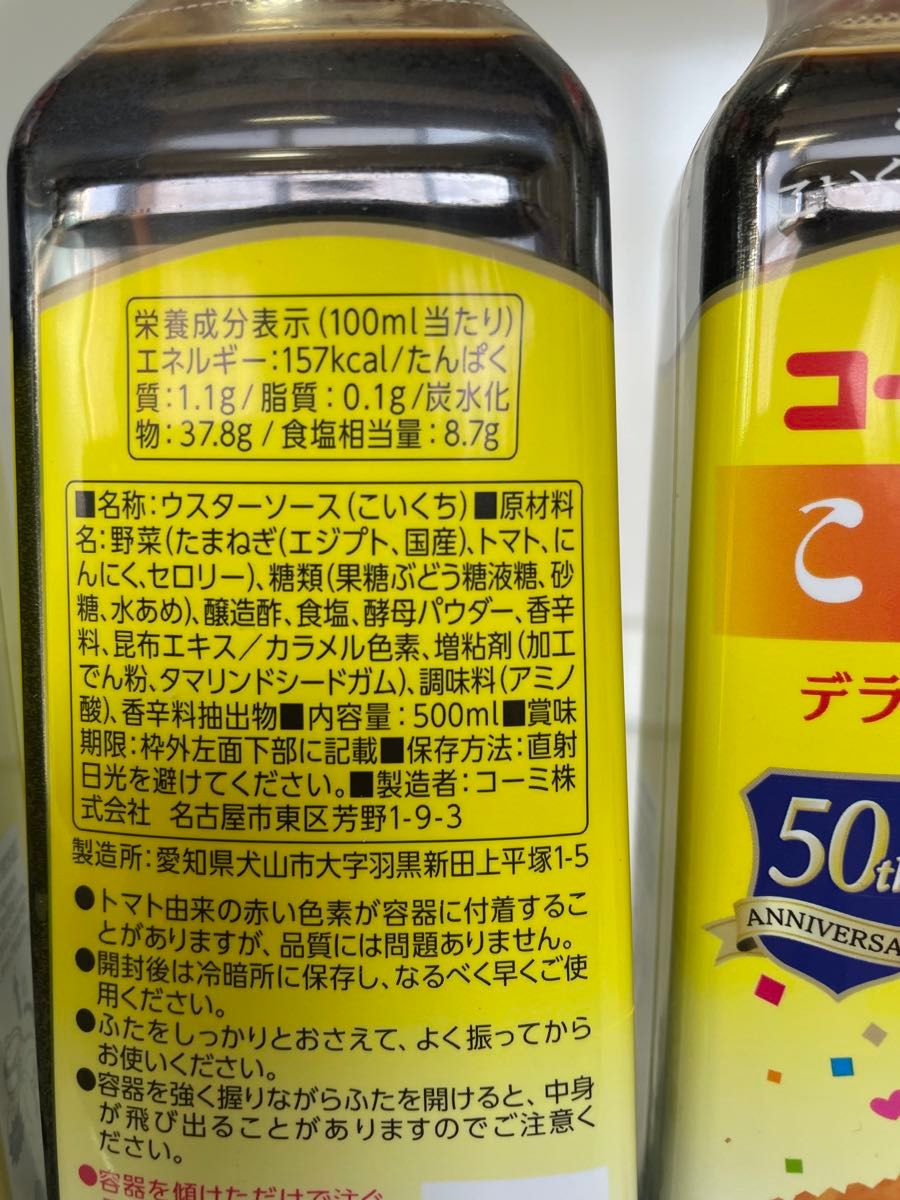 栄養成分表示(100ml当たり)
エネルギー:157kcal/たんぱく
質:1.1g/脂質:0.1g/炭水化
物:37.8g/食塩相当量:8.7g
■名称:ウスターソース(こいくち)■原材料
名:野菜(たまねぎ(エジプト、国産)、トマト、に
んにく、セロリー)、糖類(果糖ぶどう糖液糖、砂
糖、水あめ)、醸造酢、食塩、酵母パウダー、香辛
料、昆布エキス/カラメル色素、増粘剤(加工
でん粉、タマリンドシードガム)、調味料(アミノ
酸)、香辛料抽出物■内容量:500ml■賞味
期限:枠外左面下部に記載■保存方法:直射
日光を避けてください。■製造者:コーミ株
式会社 名古屋市東区芳野1-9-3
製造所:愛知県犬山市大字羽黒新田上平塚1-5
●トマト由来の赤い色素が容器に付着するこ
とがありますが、品質には問題ありません。
●開封後は冷暗所に保存し、なるべく早くご使
用ください。
●ふたをしっかりとおさえて、よく振ってから
お使いください。
●容器を強く握りながらふたを開けると、中身
が飛び出ることがありますのでご注意く
ださい。
●容器を傾けただけで注ぐ
コー
こ
デラ
50th
ANNIVERSA